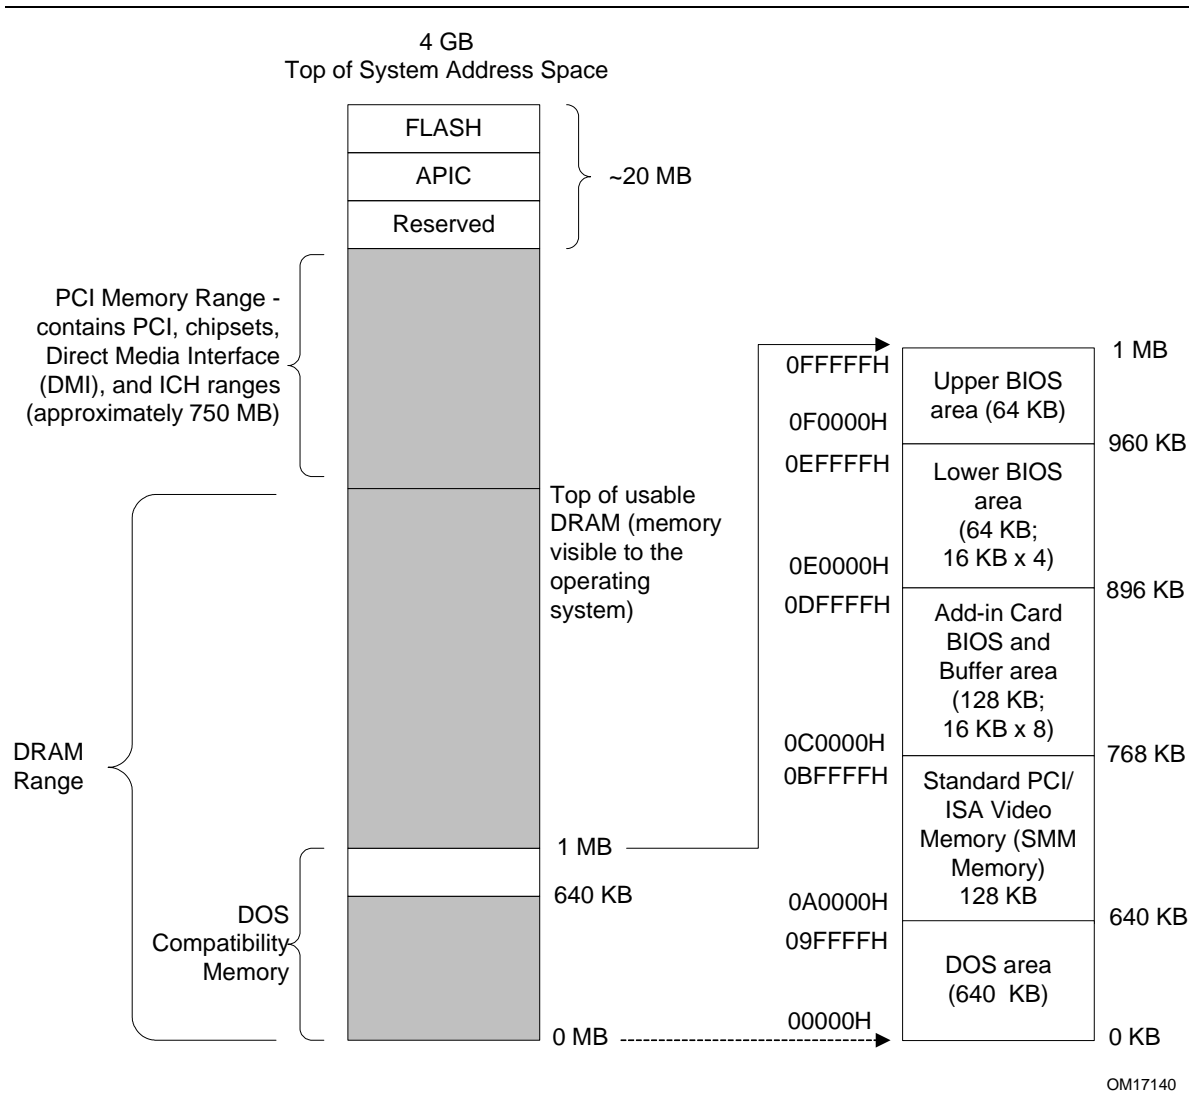 4 GB
Top of System Address Space
FLASH
APIC
Reserved
~20 MB
PCI Memory Range -
contains PCI, chipsets,
Direct Media Interface
(DMI), and ICH ranges
(approximately 750 MB)
Top of usable
DRAM (memory
visible to the
operating
system)
DRAM
Range
1 MB
640 KB
DOS
Compatibility
Memory
0 MB
0FFFFFH
1 MB
Upper BIOS
area (64 KB)
0F0000H
960 KB
0EFFFFH
Lower BIOS
area
(64 KB;
16 KB x 4)
0E0000H
896 KB
0DFFFFH
Add-in Card
BIOS and
Buffer area
(128 KB;
16 KB x 8)
0C0000H
768 KB
0BFFFFH
Standard PCI/
ISA Video
Memory (SMM
Memory)
128 KB
0A0000H
640 KB
09FFFFH
DOS area
(640 KB)
00000H
0 KB
OM17140